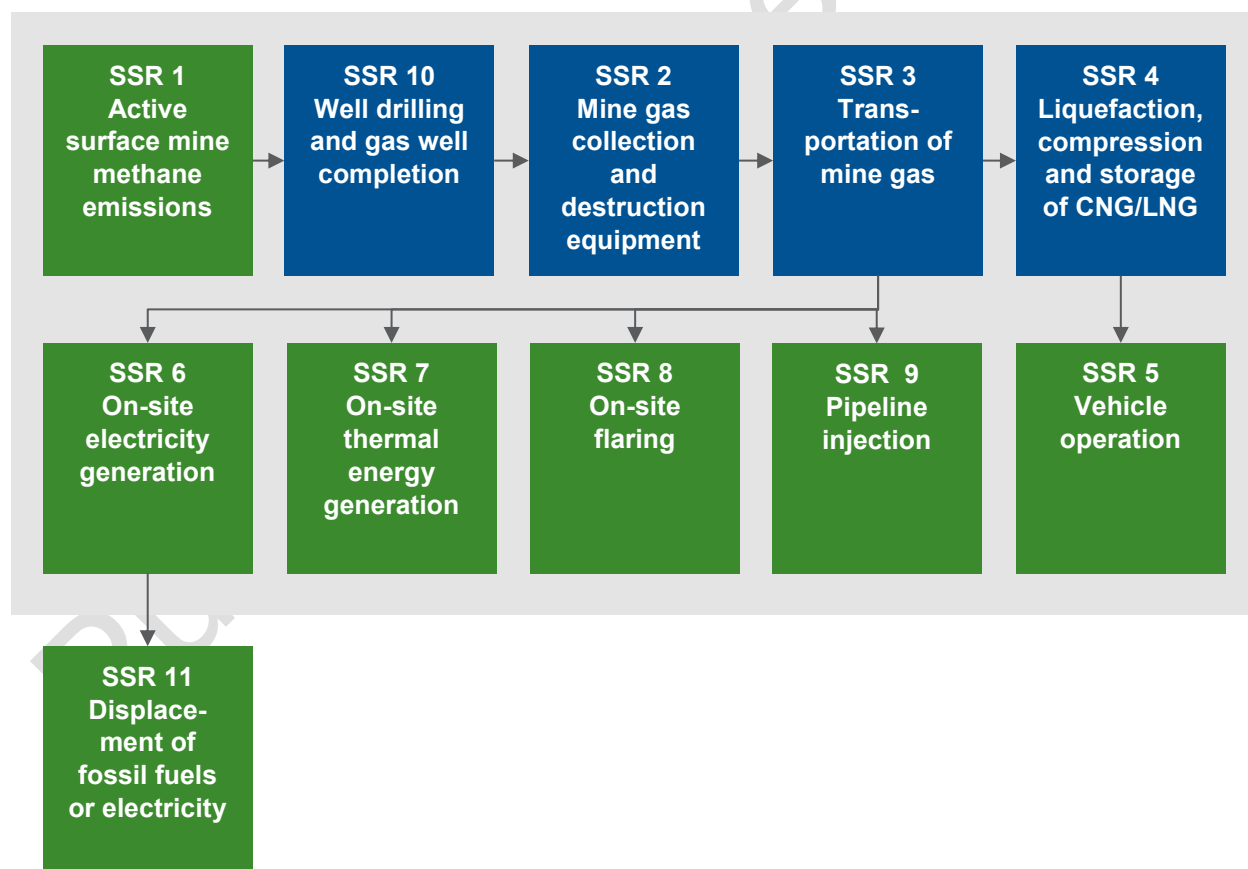 SSR 1
Active
surface mine
methane
emissions
SSR 10
Well drilling
and gas well
completion
SSR 2
Mine gas
collection
and
destruction
equipment
SSR 3
Trans-
portation of
mine gas
SSR 4
Liquefaction,
compression
and storage
of CNG/LNG
SSR 6
On-site
electricity
generation
SSR 7
On-site
thermal
energy
generation
SSR 8
On-site
flaring
SSR 9
Pipeline
injection
SSR 5
Vehicle
operation
SSR 11
Displace-
ment of
fossil fuels
or electricity